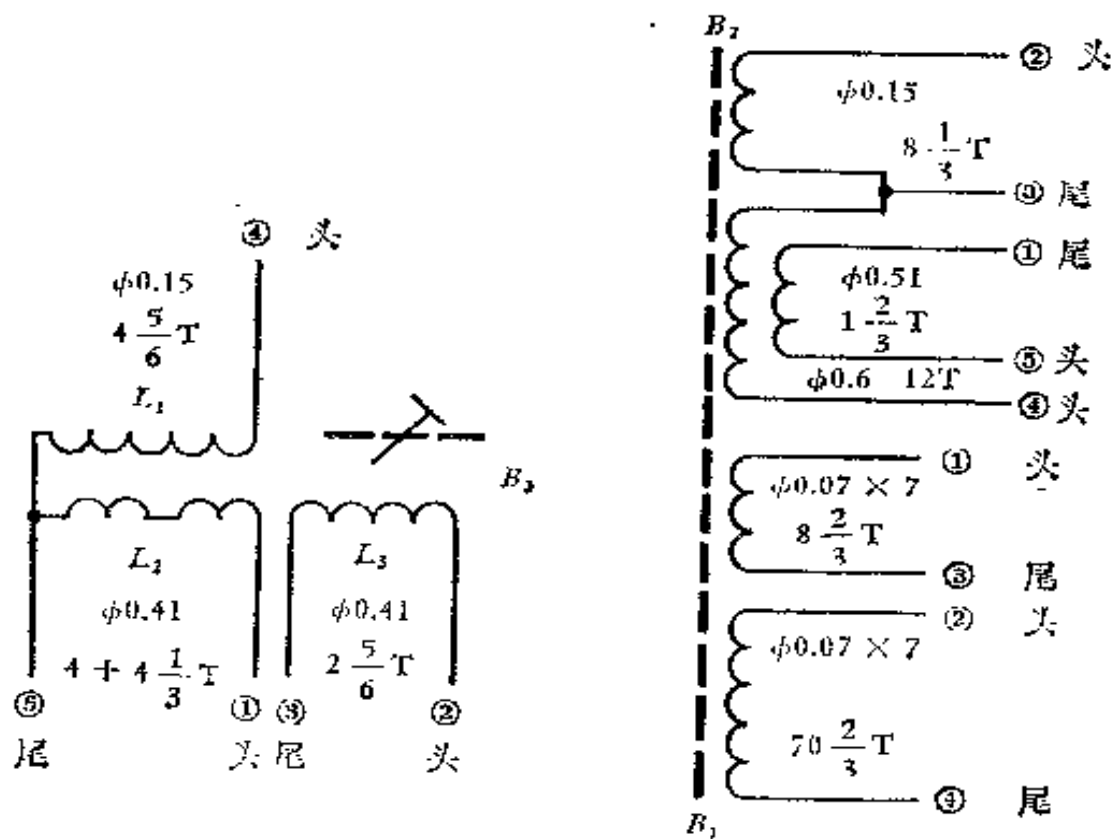 ④ 头
φ0.15
4 5/6 T
L₁
L₂
φ0.41
4 + 4 1/3 T
⑤
尾
① ③
头 尾
L₃
φ0.41
2 5/6 T
②
头
B₂
② 头
φ0.15
8 1/3 T
尾
① 尾
φ0.51
1 2/3 T
⑤ 头
φ0.6 12T
④ 头
① 头
φ0.07 × 7
8 2/3 T
③ 尾
② 头
φ0.07 × 7
70 2/3 T
④ 尾
B₁